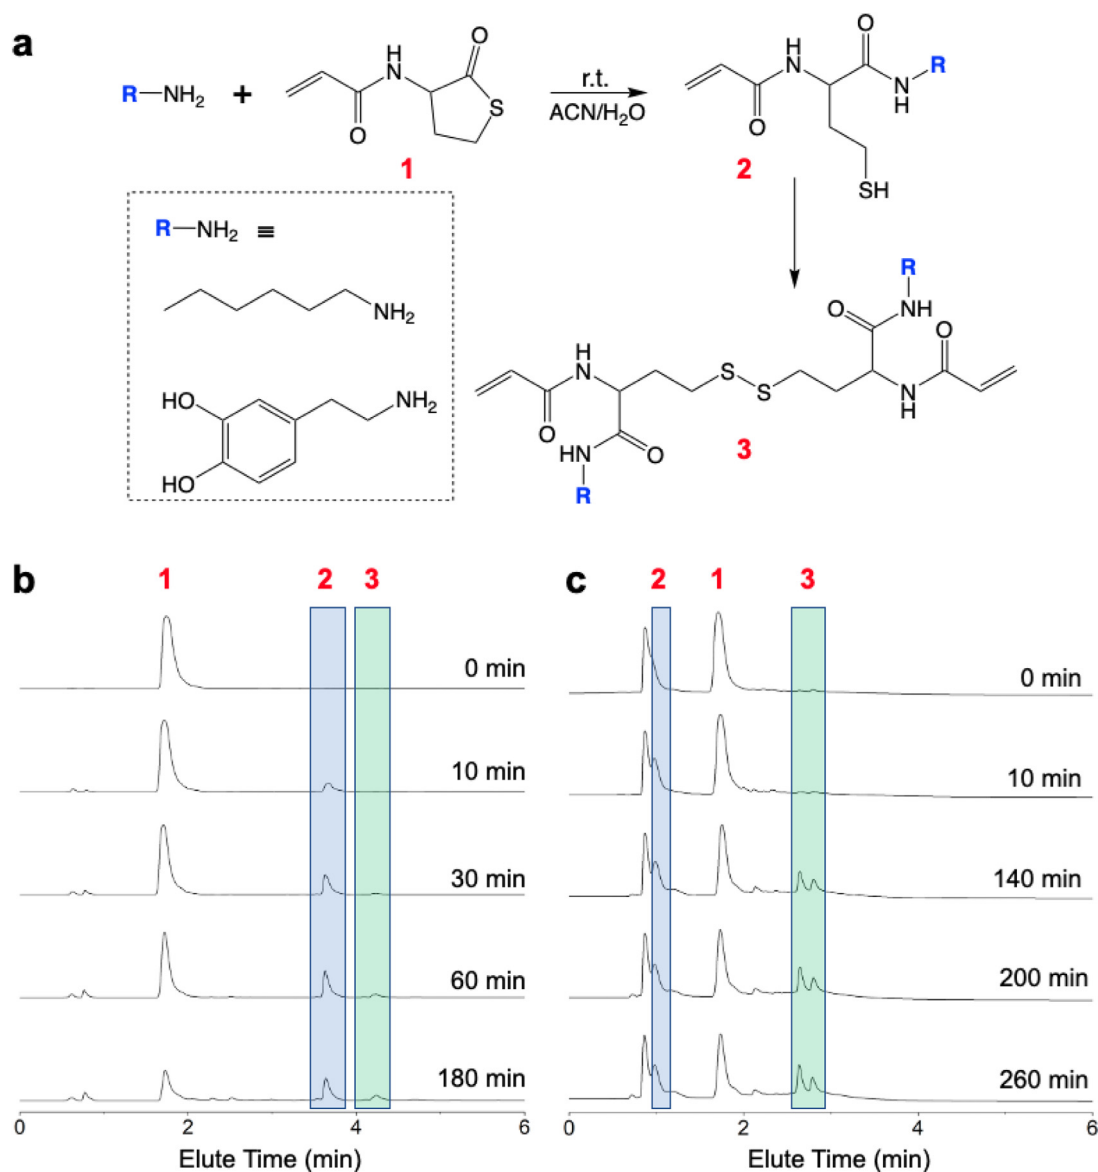 a
R—NH2 + H N O S O 1
r.t.
ACN/H2O
H N O O N H R SH 2
R—NH2 ≡
NH2
HO
HO
NH2
R
O NH O
H N O S S N H
HN O
R
3
b
1 2 3
0 min
10 min
30 min
60 min
180 min
0 2 4 6
Elute Time (min)
c
2 1 3
0 min
10 min
140 min
200 min
260 min
0 2 4 6
Elute Time (min)